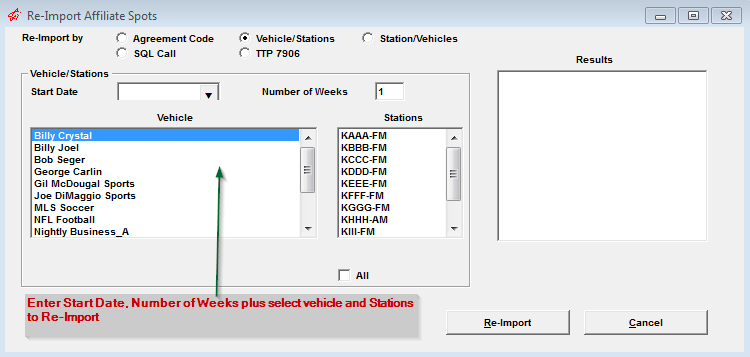 Re-Import Affiliate Spots
Re-Import by
Agreement Code
Vehicle/Stations
Station/Vehicles
SQL Call
TTP 7906
Vehicle/Stations
Start Date
Number of Weeks
1
Vehicle
Billy Crystal
Billy Joel
Bob Seger
George Carlin
Gil McDougal Sports
Joe DiMaggio Sports
MLS Soccer
NFL Football
Nightly Business_A
Stations
KAAA-FM
KBBB-FM
KCCC-FM
KDDD-FM
KEEE-FM
KFFF-FM
KGGG-FM
KHHH-AM
KIII-FM
All
Results
Enter Start Date, Number of Weeks plus select vehicle and Stations
to Re-Import
Re-Import
Cancel